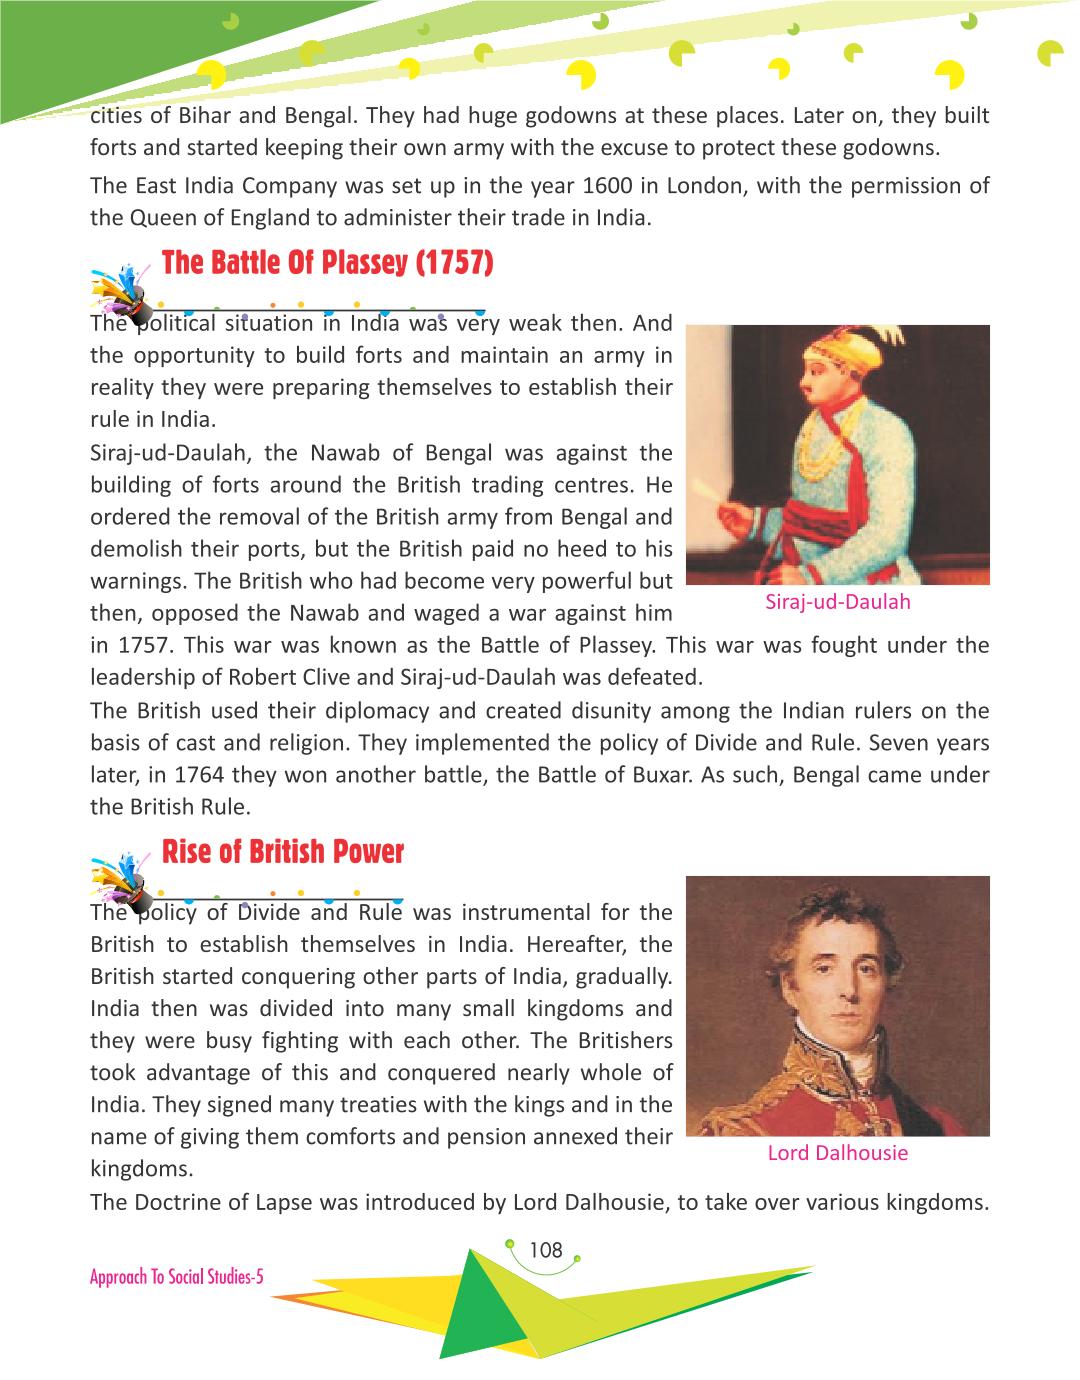 cities of Bihar and Bengal. They had huge godowns at these places. Later on, they built
forts and started keeping their own army with the excuse to protect these godowns.
The East India Company was set up in the year 1600 in London, with the permission of
the Queen of England to administer their trade in India.
The Battle Of Plassey (1757)
The political situation in India was very weak then. And
the opportunity to build forts and maintain an army in
reality they were preparing themselves to establish their
rule in India.
Siraj-ud-Daulah, the Nawab of Bengal was against the
building of forts around the British trading centres. He
ordered the removal of the British army from Bengal and
demolish their ports, but the British paid no heed to his
warnings. The British who had become very powerful but
then, opposed the Nawab and waged a war against him
Siraj-ud-Daulah
in 1757. This war was known as the Battle of Plassey. This war was fought under the
leadership of Robert Clive and Siraj-ud-Daulah was defeated.
The British used their diplomacy and created disunity among the Indian rulers on the
basis of cast and religion. They implemented the policy of Divide and Rule. Seven years
later, in 1764 they won another battle, the Battle of Buxar. As such, Bengal came under
the British Rule.
Rise of British Power
The policy of Divide and Rule was instrumental for the
British to establish themselves in India. Hereafter, the
British started conquering other parts of India, gradually.
India then was divided into many small kingdoms and
they were busy fighting with each other. The Britishers
took advantage of this and conquered nearly whole of
India. They signed many treaties with the kings and in the
name of giving them comforts and pension annexed their
kingdoms.
Lord Dalhousie
The Doctrine of Lapse was introduced by Lord Dalhousie, to take over various kingdoms.
108
Approach To Social Studies-5